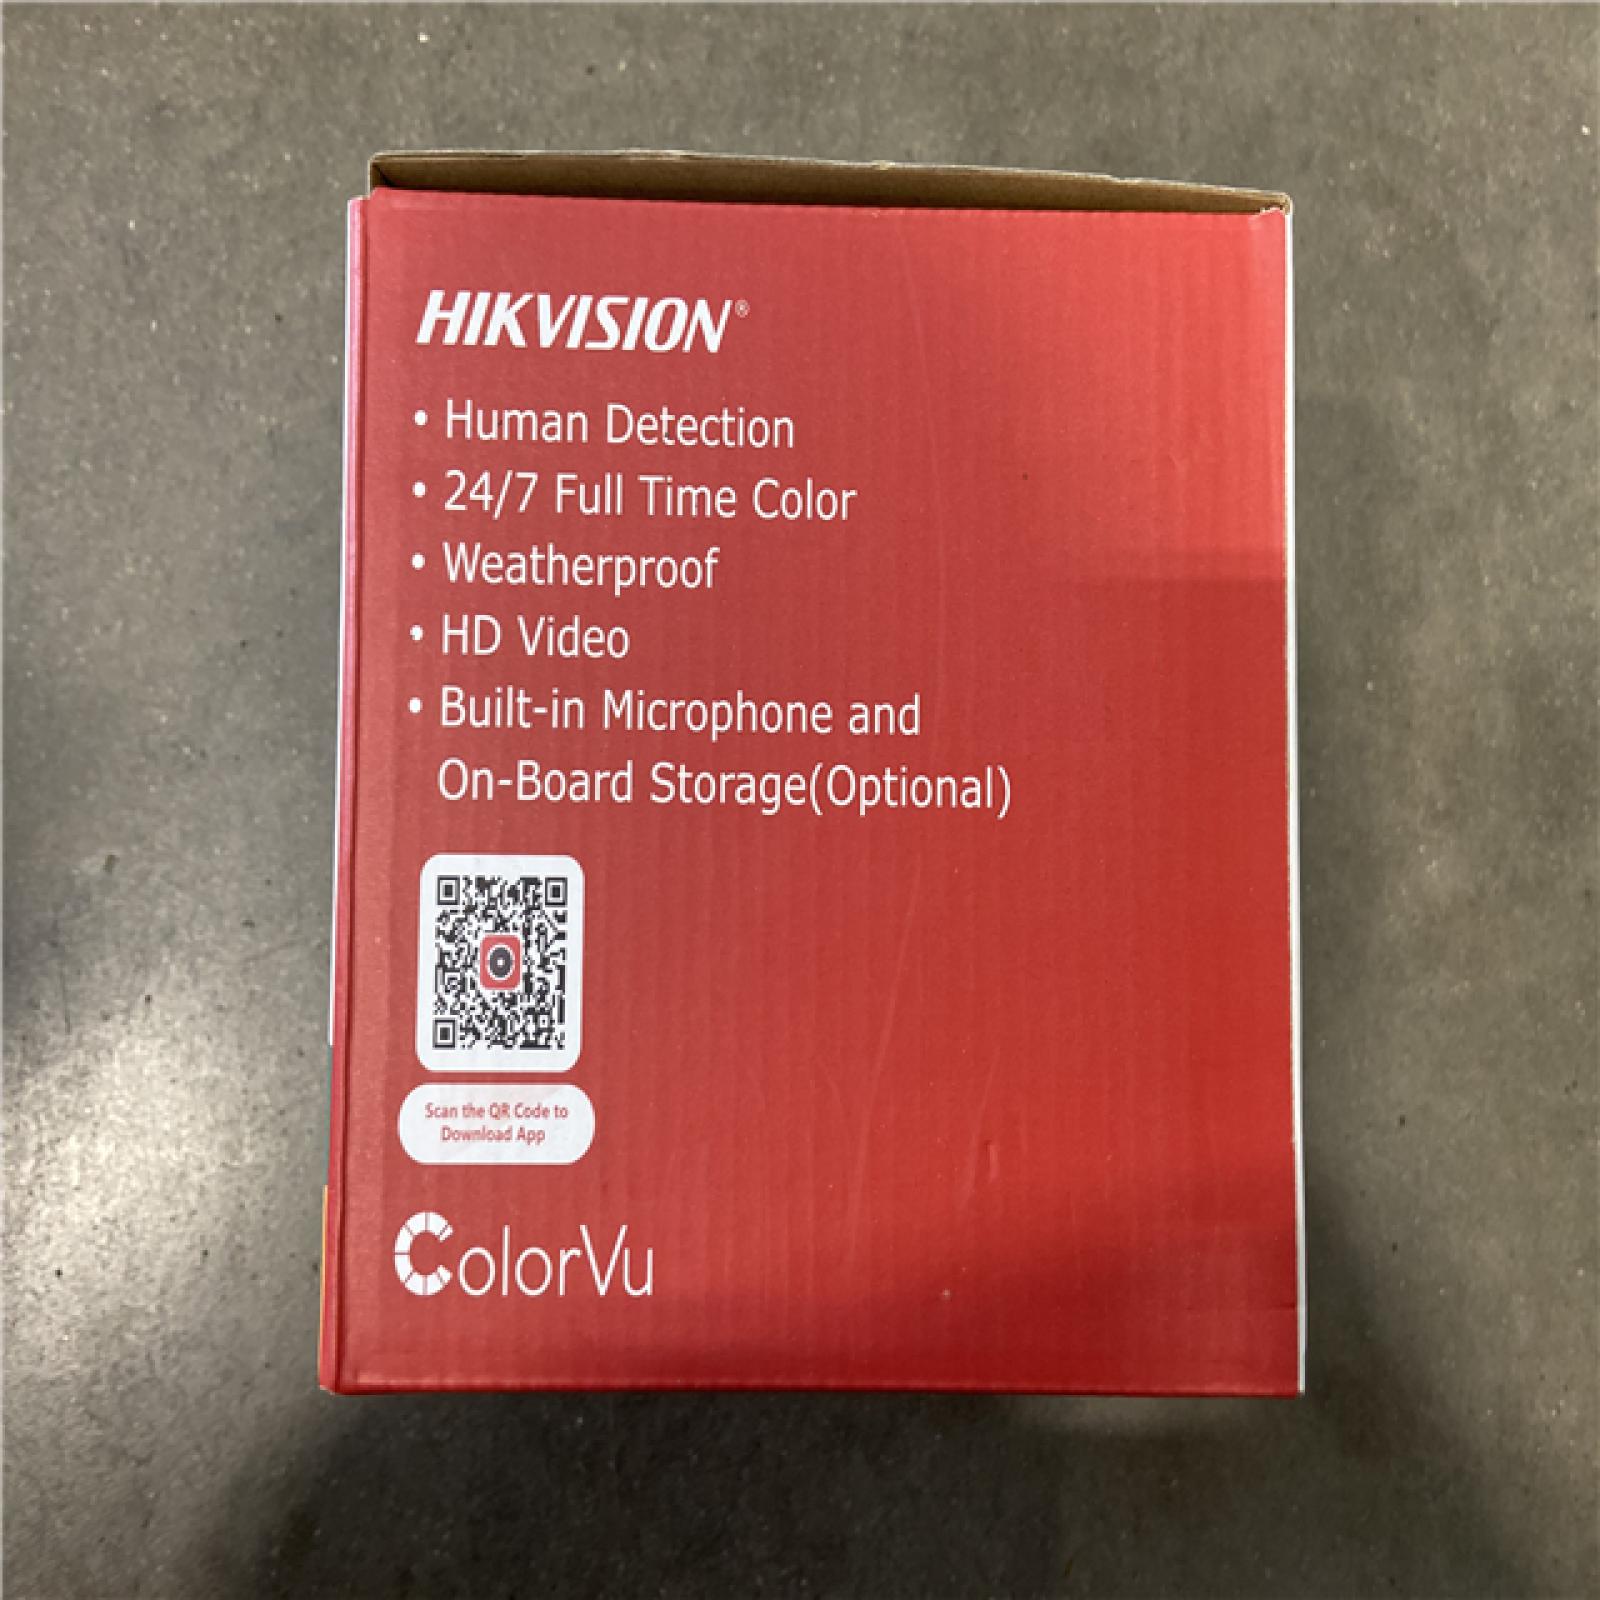 HIKVISION®
• Human Detection
• 24/7 Full Time Color
• Weatherproof
• HD Video
• Built-in Microphone and
On-Board Storage(Optional)
Scan the QR Code to
Download App
ColorVu